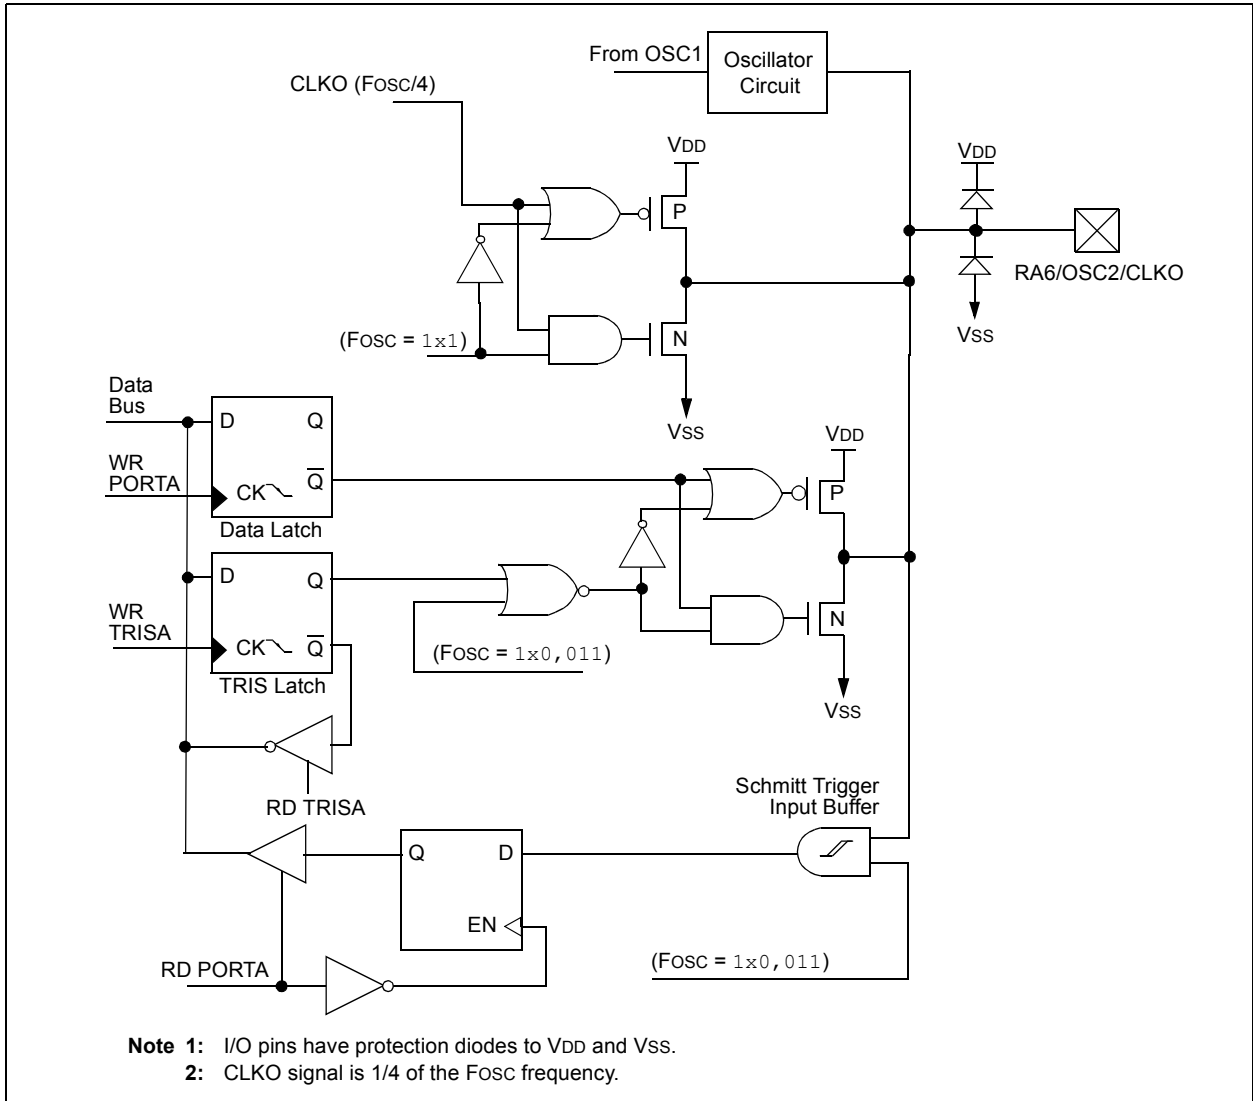 From OSC1
Oscillator
Circuit
CLKO (FOSC/4)
VDD
P
VDD
RA6/OSC2/CLKO
VSS
(FOSC = 1x1)
N
VSS
Data
Bus
D
Q
WR
PORTA
CK
Q
Data Latch
VDD
P
D
Q
WR
TRISA
CK
Q
TRIS Latch
(FOSC = 1x0,011)
N
VSS
RD TRISA
Schmitt Trigger
Input Buffer
Q
D
EN
RD PORTA
(FOSC = 1x0,011)
Note 1: I/O pins have protection diodes to VDD and VSS.
2: CLKO signal is 1/4 of the FOSC frequency.